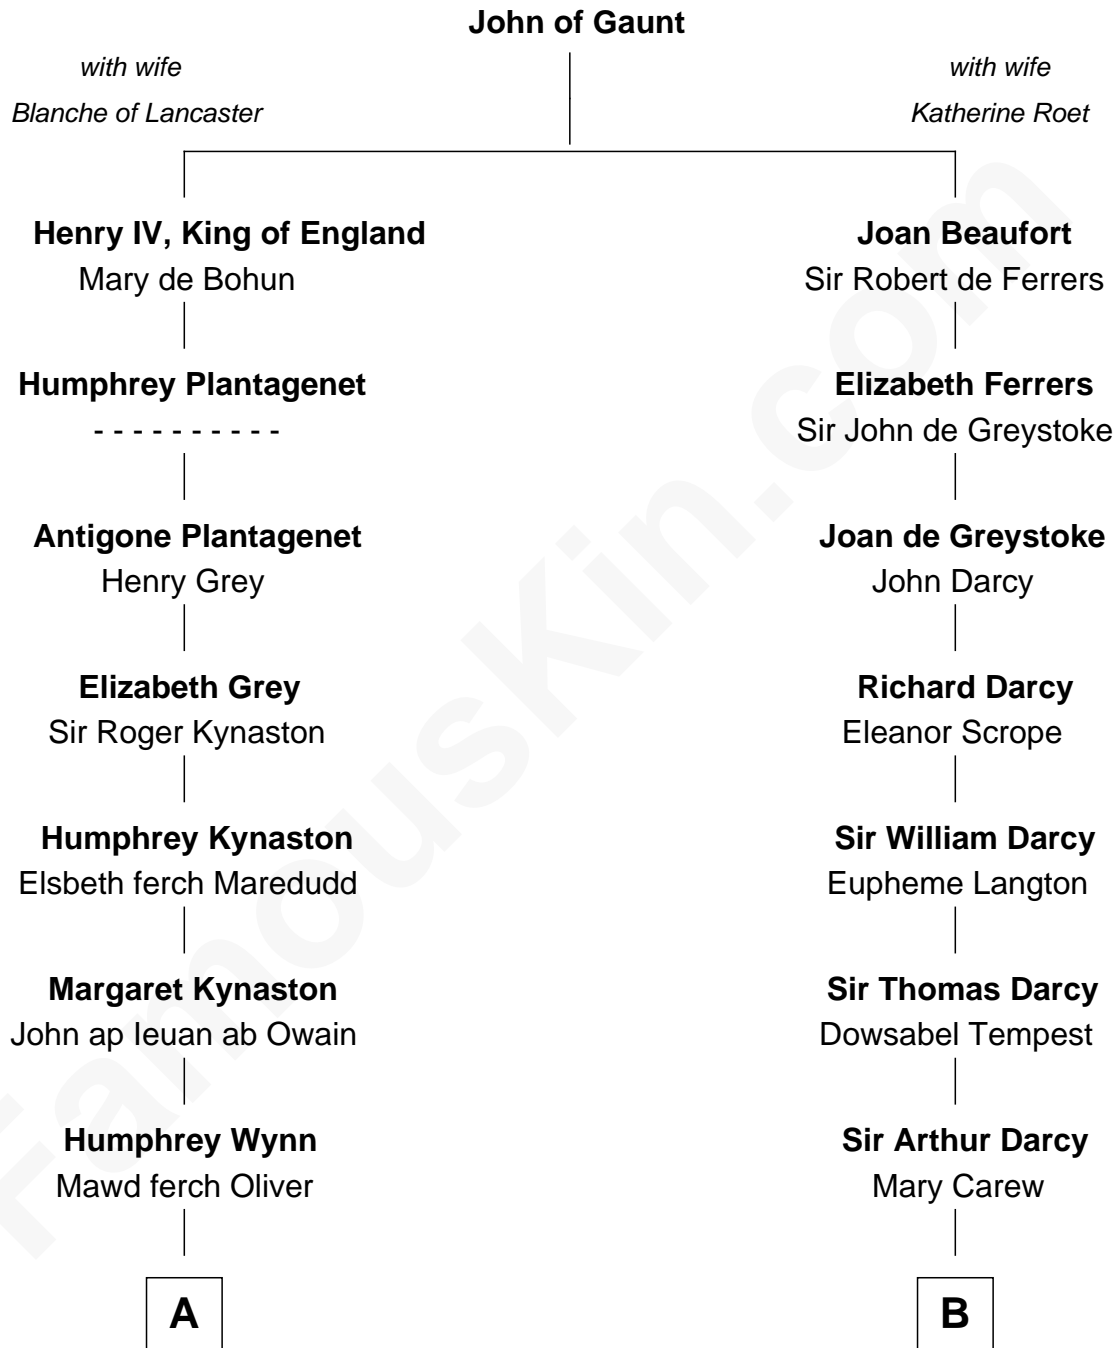 John of Gaunt
with wife
Blanche of Lancaster
with wife
Katherine Roet
Henry IV, King of England
Mary de Bohun
Joan Beaufort
Sir Robert de Ferrers
Humphrey Plantagenet
- - - - - - - - - -
Elizabeth Ferrers
Sir John de Greystoke
Antigone Plantagenet
Henry Grey
Joan de Greystoke
John Darcy
Elizabeth Grey
Sir Roger Kynaston
Richard Darcy
Eleanor Scrope
Humphrey Kynaston
Elsbeth ferch Maredudd
Sir William Darcy
Eupheme Langton
Margaret Kynaston
John ap Ieuan ab Owain
Sir Thomas Darcy
Dowsabel Tempest
Humphrey Wynn
Mawd ferch Oliver
Sir Arthur Darcy
Mary Carew
A
B
FamousKin.com